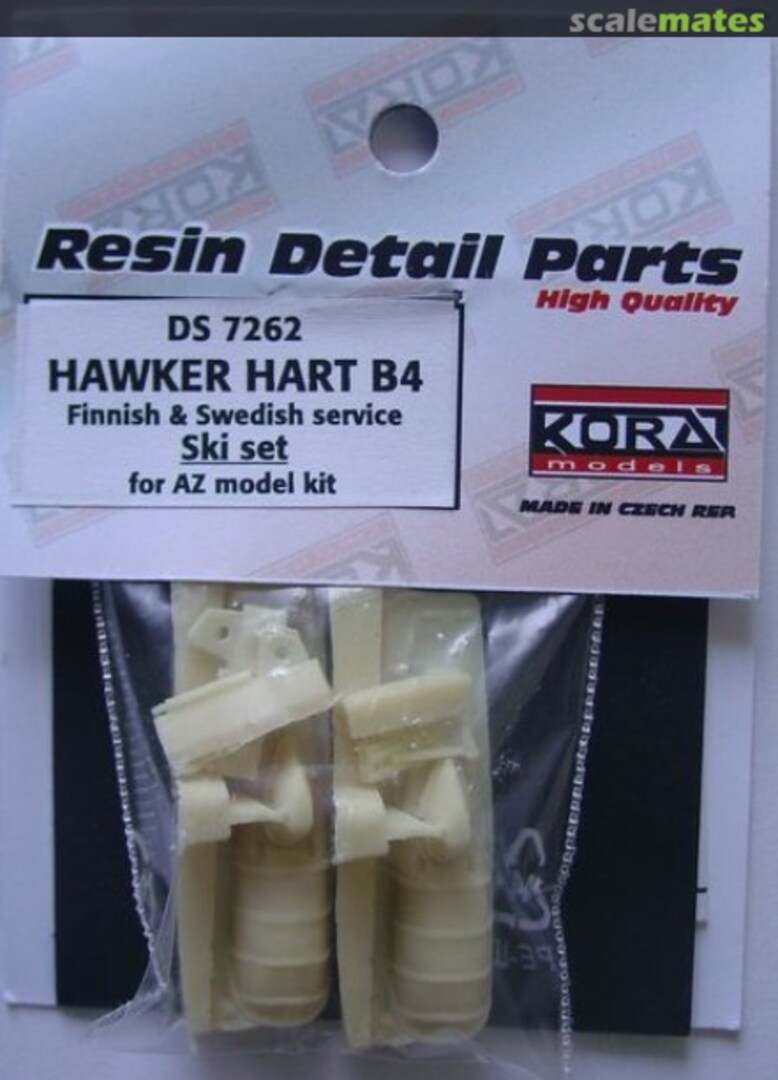 scalemates
Resin Detail Parts
High Quality
DS 7262
HAWKER HART B4
Finnish & Swedish service
Ski set
for AZ model kit
KORA
models
MADE IN CZECH REP.